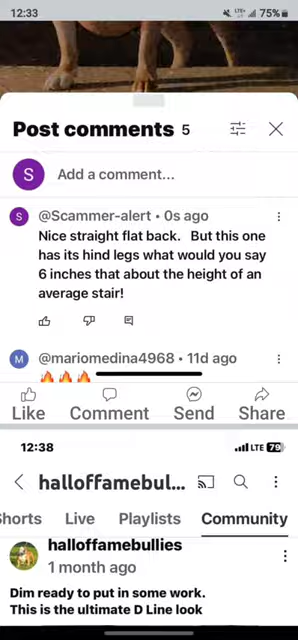 12:33
LTE+ 75%
Post comments 5
S Add a comment...
S @Scammer-alert • 0s ago
Nice straight flat back. But this one
has its hind legs what would you say
6 inches that about the height of an
average stair!
M @mariomedina4968 • 11d ago
🔥🔥🔥
Like Comment Send Share
12:38 LTE 79
halloffamebulli...
Shorts Live Playlists Community
halloffamebullies
1 month ago
Dim ready to put in some work.
This is the ultimate D Line look